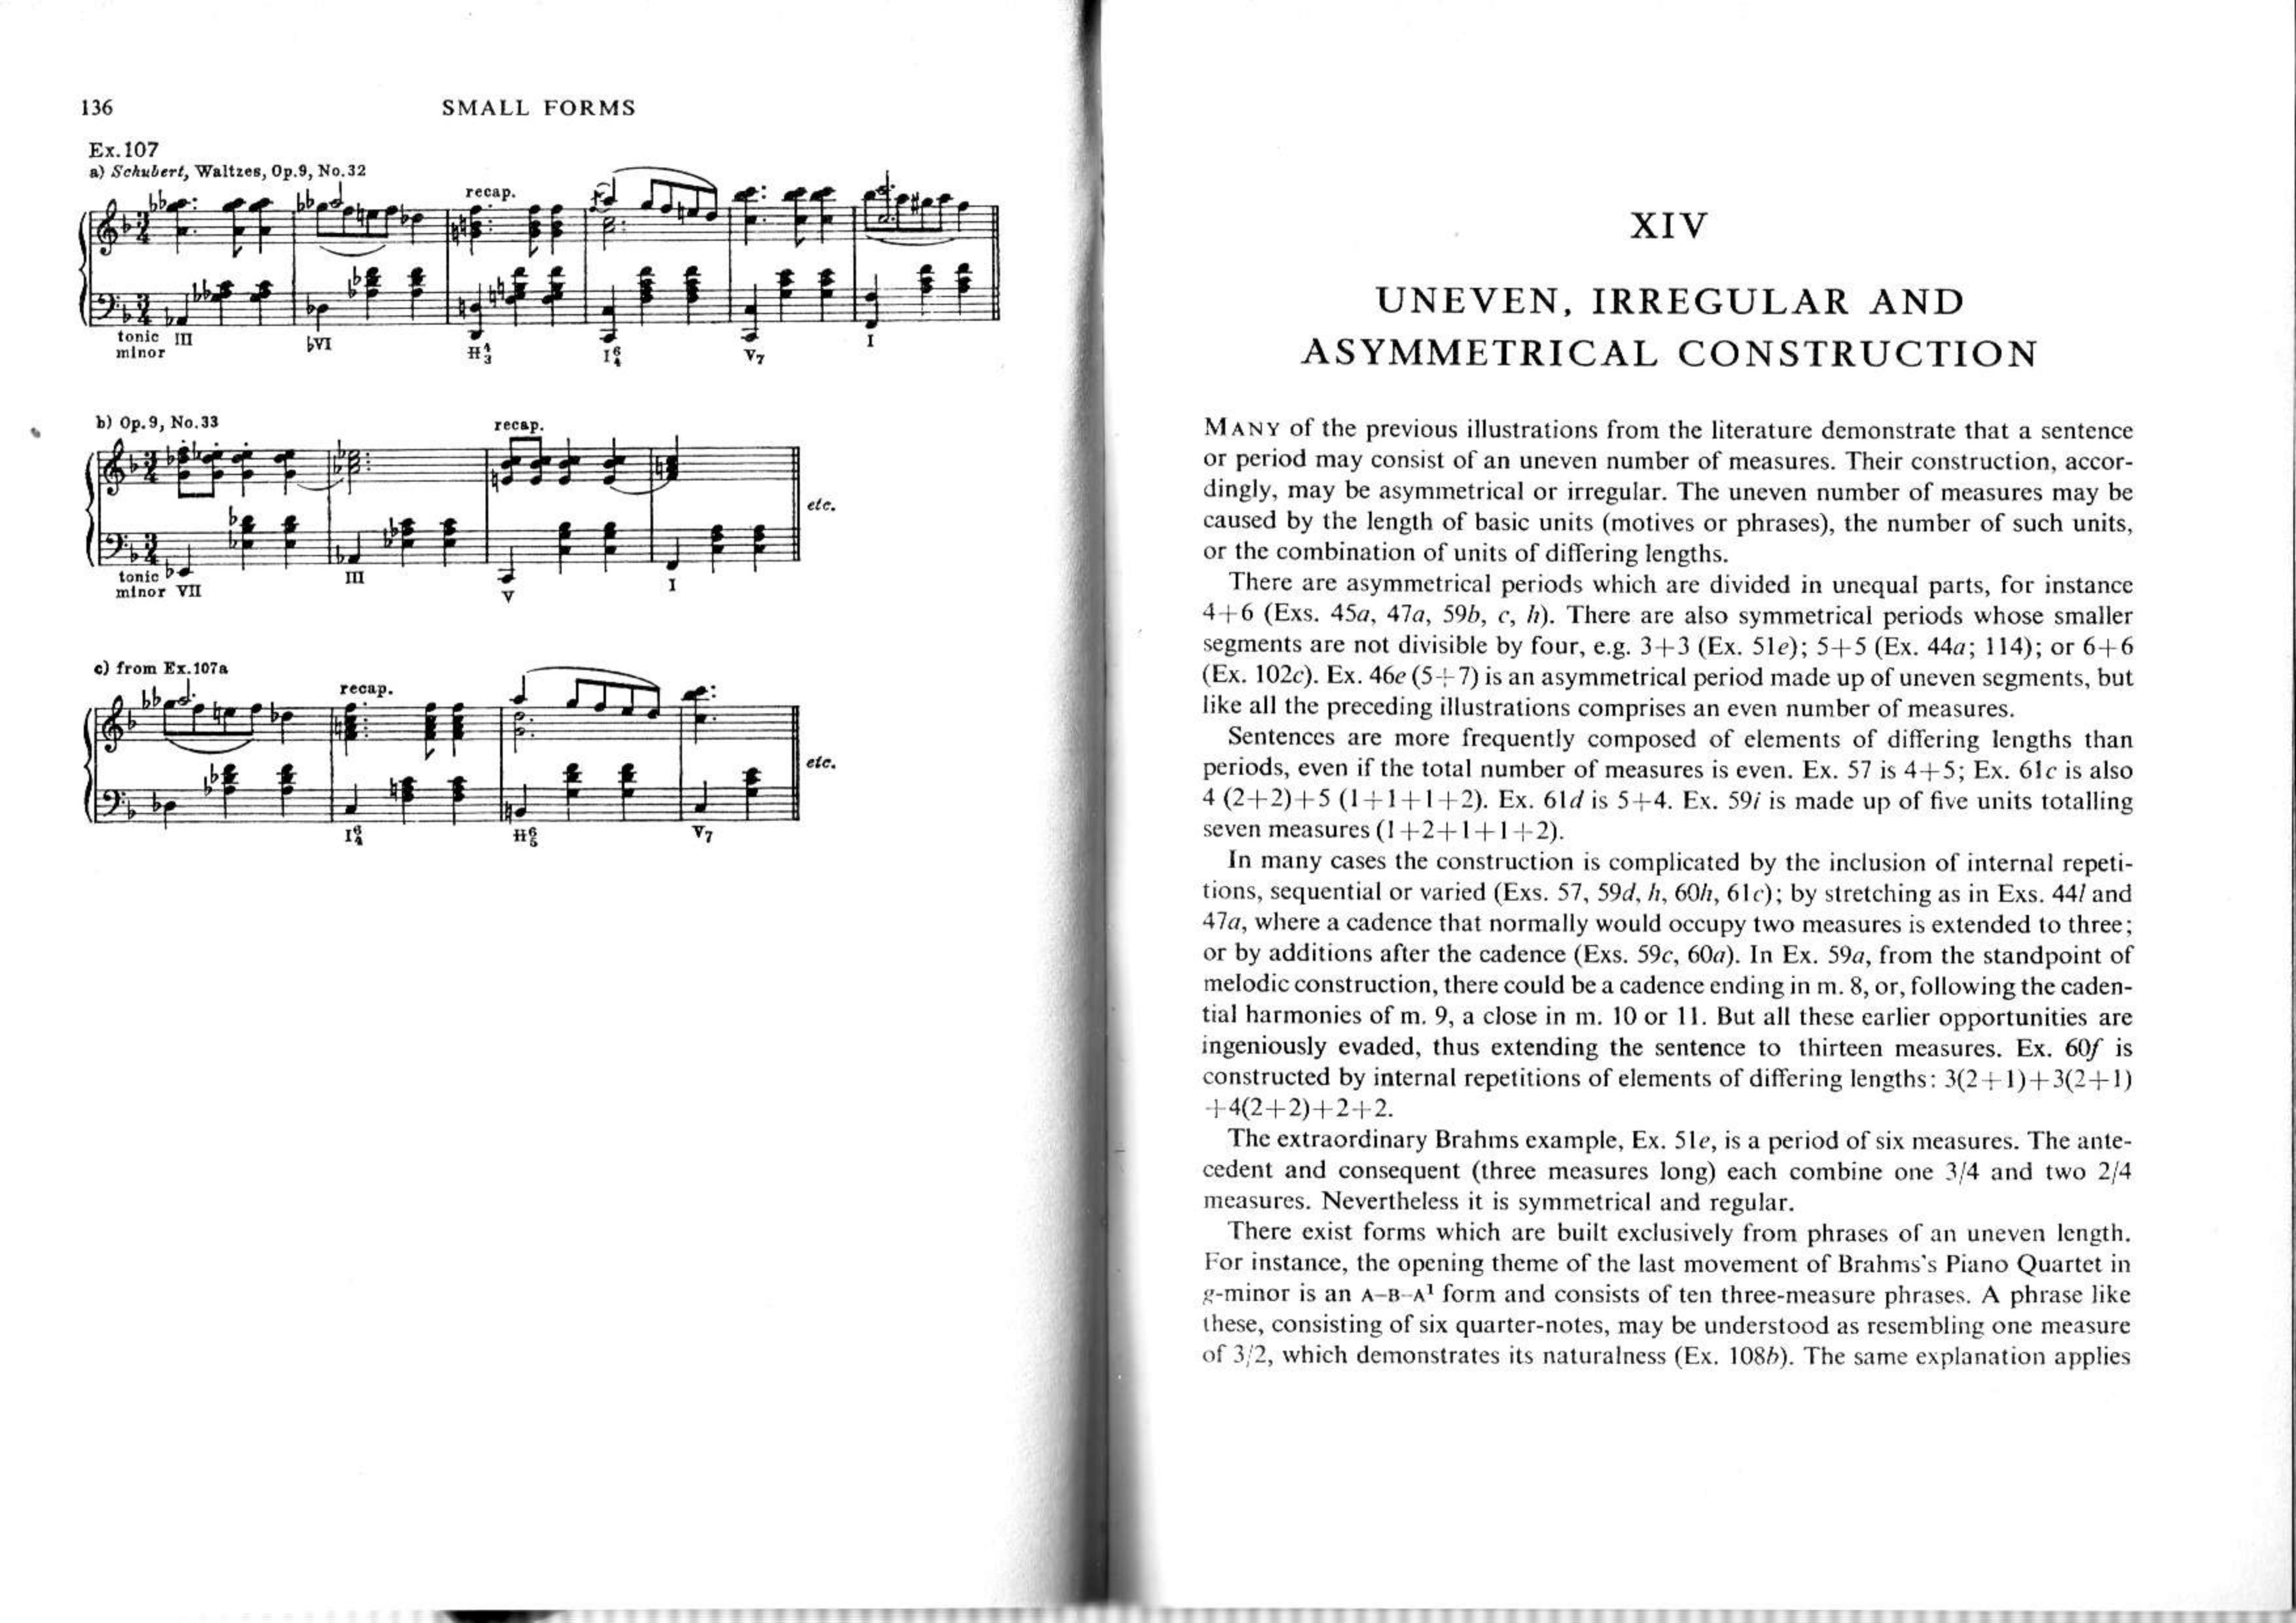 136
SMALL FORMS
Ex.107
a) Schubert, Waltzes, Op.9, No.32
recap.
tonic III
minor
♭VI
I
b) Op.9, No.33
recap.
etc.
tonic
minor VII
III
V
I
c) from Ex.107a
recap.
etc.
V7
XIV
UNEVEN, IRREGULAR AND
ASYMMETRICAL CONSTRUCTION
MANY of the previous illustrations from the literature demonstrate that a sentence
or period may consist of an uneven number of measures. Their construction, accor-
dingly, may be asymmetrical or irregular. The uneven number of measures may be
caused by the length of basic units (motives or phrases), the number of such units,
or the combination of units of differing lengths.
There are asymmetrical periods which are divided in unequal parts, for instance
4+6 (Exs. 45a, 47a, 59b, c, h). There are also symmetrical periods whose smaller
segments are not divisible by four, e.g. 3+3 (Ex. 51e); 5+5 (Ex. 44a; 114); or 6+6
(Ex. 102c). Ex. 46e (5+7) is an asymmetrical period made up of uneven segments, but
like all the preceding illustrations comprises an even number of measures.
Sentences are more frequently composed of elements of differing lengths than
periods, even if the total number of measures is even. Ex. 57 is 4+5; Ex. 61c is also
4 (2+2)+5 (1+1+1+2). Ex. 61d is 5+4. Ex. 59i is made up of five units totalling
seven measures (1+2+1+1+2).
In many cases the construction is complicated by the inclusion of internal repeti-
tions, sequential or varied (Exs. 57, 59d, h, 60h, 61c); by stretching as in Exs. 44l and
47a, where a cadence that normally would occupy two measures is extended to three;
or by additions after the cadence (Exs. 59c, 60a). In Ex. 59a, from the standpoint of
melodic construction, there could be a cadence ending in m. 8, or, following the caden-
tial harmonies of m. 9, a close in m. 10 or 11. But all these earlier opportunities are
ingeniously evaded, thus extending the sentence to thirteen measures. Ex. 60f is
constructed by internal repetitions of elements of differing lengths: 3(2+1)+3(2+1)
+4(2+2)+2+2.
The extraordinary Brahms example, Ex. 51e, is a period of six measures. The ante-
cedent and consequent (three measures long) each combine one 3/4 and two 2/4
measures. Nevertheless it is symmetrical and regular.
There exist forms which are built exclusively from phrases of an uneven length.
For instance, the opening theme of the last movement of Brahms's Piano Quartet in
g-minor is an A–B–A¹ form and consists of ten three-measure phrases. A phrase like
these, consisting of six quarter-notes, may be understood as resembling one measure
of 3/2, which demonstrates its naturalness (Ex. 108b). The same explanation applies